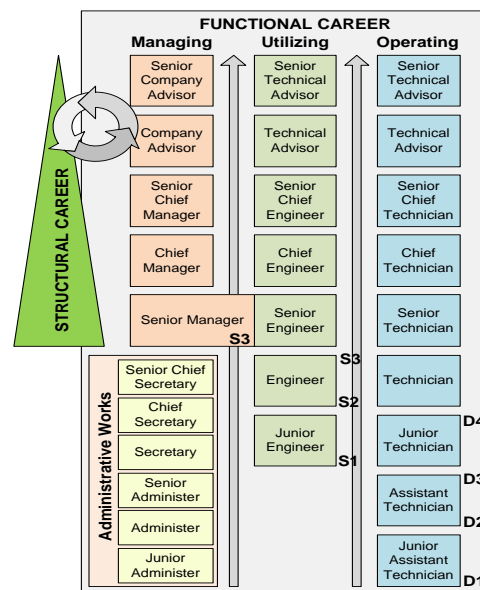 FUNCTIONAL CAREER
Managing
Utilizing
Operating
Senior
Company
Advisor
Senior
Technical
Advisor
Senior
Technical
Advisor
Company
Advisor
Technical
Advisor
Technical
Advisor
Senior
Chief
Manager
Senior
Chief
Engineer
Senior
Chief
Technician
Chief
Manager
Chief
Engineer
Chief
Technician
Senior Manager
S3
Senior
Engineer
Senior
Technician
STRUCTURAL CAREER
Administrative Works
Senior Chief
Secretary
Chief
Secretary
Secretary
Senior
Administer
Administer
Junior
Administer
S3
Engineer
S2
Junior
Engineer
S1
Technician
D4
Junior
Technician
D3
Assistant
Technician
D2
Junior
Assistant
Technician
D1